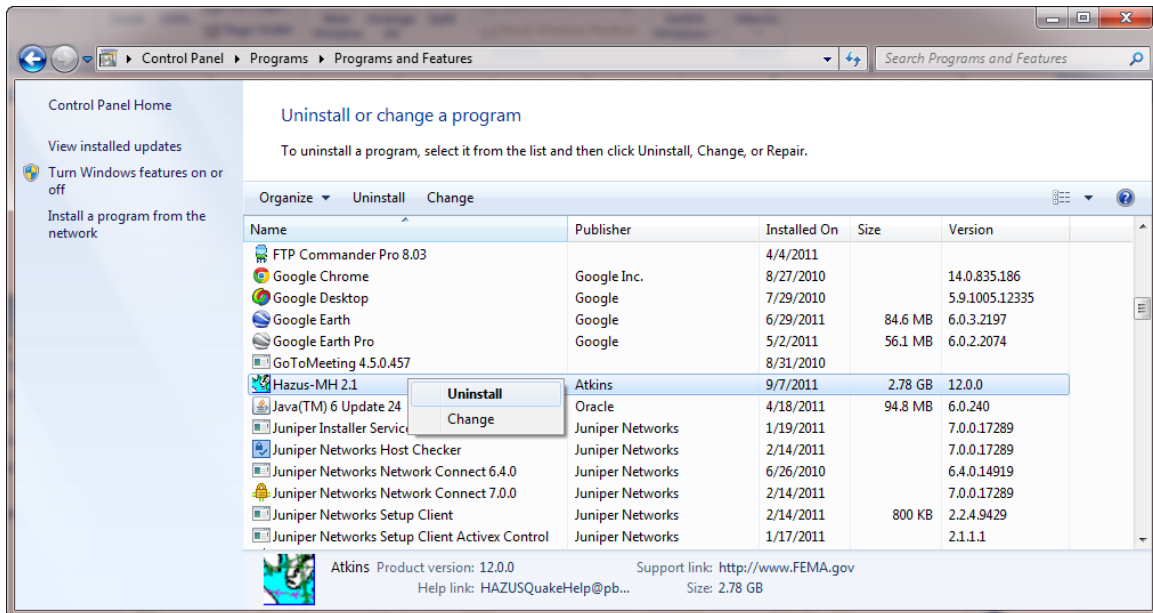 Control Panel Programs Programs and Features Search Programs and Features
Control Panel Home
View installed updates
Turn Windows features on or
off
Install a program from the
network
Uninstall or change a program
To uninstall a program, select it from the list and then click Uninstall, Change, or Repair.
Organize Uninstall Change
Name Publisher Installed On Size Version
FTP Commander Pro 8.03 4/4/2011
Google Chrome Google Inc. 8/27/2010 14.0.835.186
Google Desktop Google 7/29/2010 5.9.1005.12335
Google Earth Google 6/29/2011 84.6 MB 6.0.3.2197
Google Earth Pro Google 5/2/2011 56.1 MB 6.0.2.2074
GoToMeeting 4.5.0.457 8/31/2010
Hazus-MH 2.1 Atkins 9/7/2011 2.78 GB 12.0.0
Uninstall
Java(TM) 6 Update 24 Oracle 4/18/2011 94.8 MB 6.0.240
Change
Juniper Installer Servic Juniper Networks 1/19/2011 7.0.0.17289
Juniper Networks Host Checker Juniper Networks 2/14/2011 7.0.0.17289
Juniper Networks Network Connect 6.4.0 Juniper Networks 6/26/2010 6.4.0.14919
Juniper Networks Network Connect 7.0.0 Juniper Networks 2/14/2011 7.0.0.17289
Juniper Networks Setup Client Juniper Networks 2/14/2011 800 KB 2.2.4.9429
Juniper Networks Setup Client Activex Control Juniper Networks 1/17/2011 2.1.1.1
Atkins Product version: 12.0.0 Support link: http://www.FEMA.gov
Help link: HAZUSQuakeHelp@pb... Size: 2.78 GB